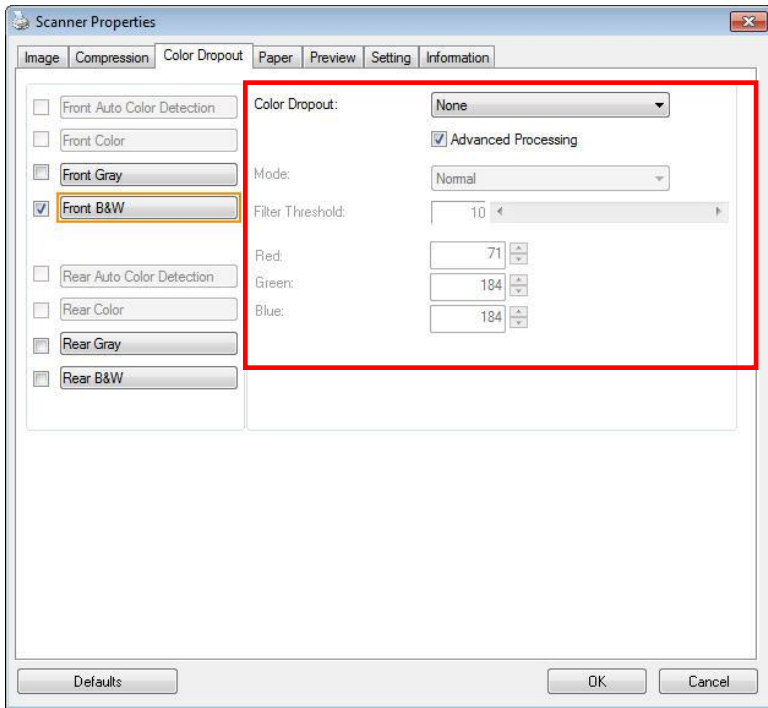 Scanner Properties
Image Compression Color Dropout Paper Preview Setting Information
Front Auto Color Detection
Front Color
Front Gray
Front B&W
Rear Auto Color Detection
Rear Color
Rear Gray
Rear B&W
Color Dropout: None
Advanced Processing
Mode: Normal
Filter Threshold: 10
Red: 71
Green: 184
Blue: 184
Defaults OK Cancel